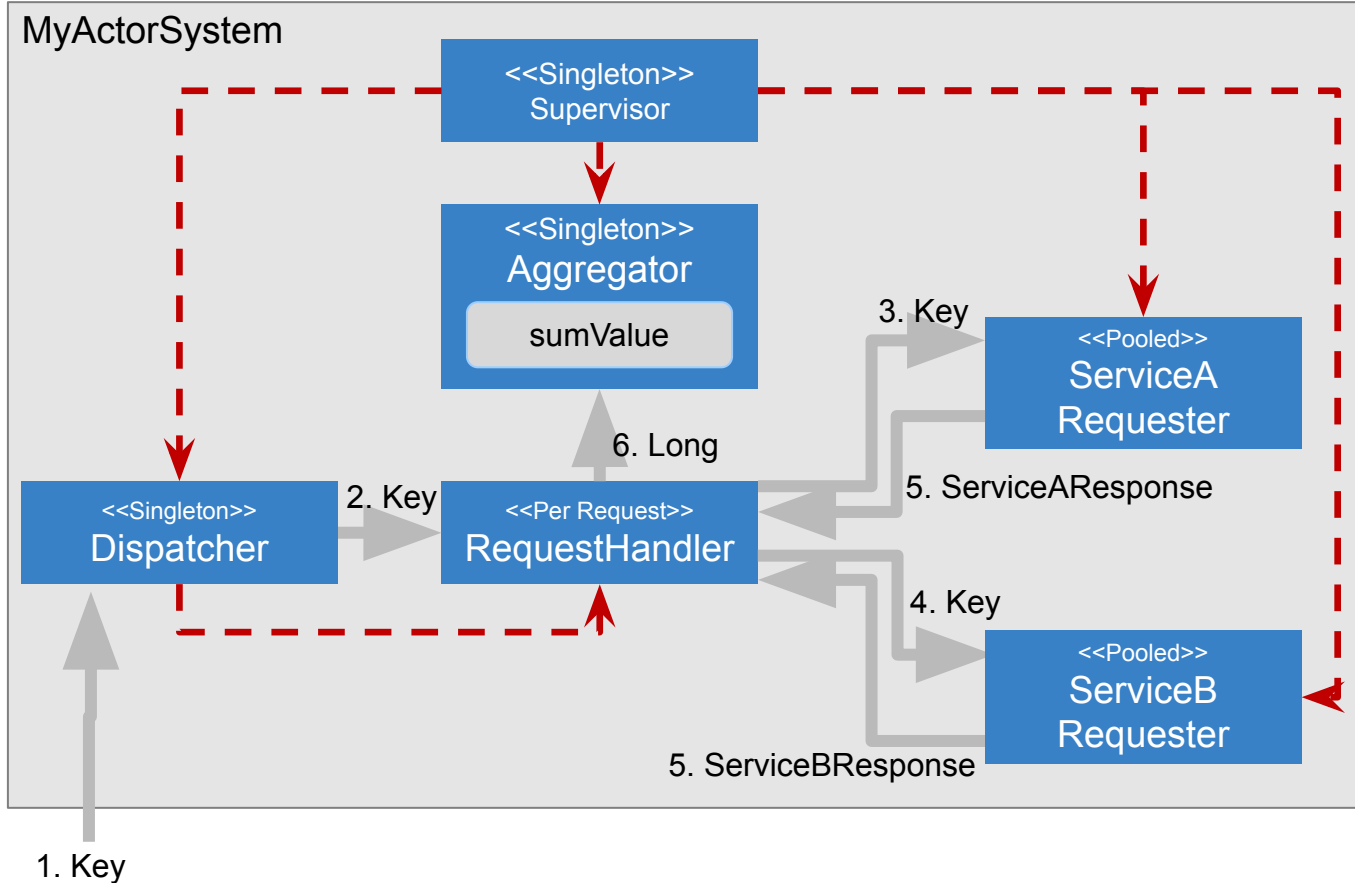 MyActorSystem
<<Singleton>>
Supervisor
<<Singleton>>
Aggregator
sumValue
3. Key
<<Pooled>>
ServiceA
Requester
6. Long
5. ServiceAResponse
<<Singleton>>
Dispatcher
2. Key
<<Per Request>>
RequestHandler
4. Key
<<Pooled>>
ServiceB
Requester
5. ServiceBResponse
1. Key